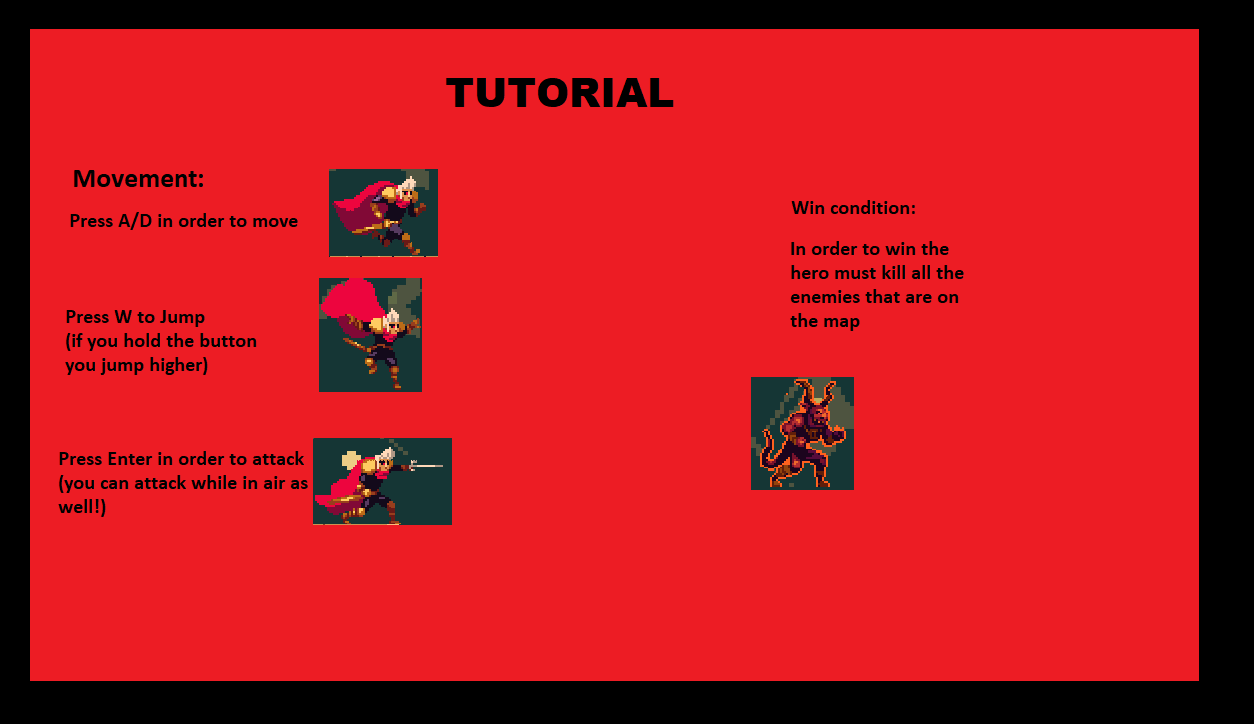 TUTORIAL
Movement:
Press A/D in order to move
Press W to Jump
(if you hold the button
you jump higher)
Press Enter in order to attack
(you can attack while in air as
well!)
Win condition:
In order to win the
hero must kill all the
enemies that are on
the map